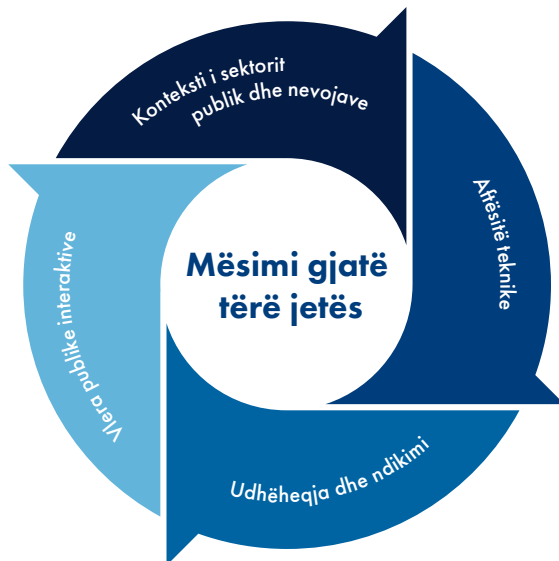 Konteksti i sektorit
publik dhe nevojave
Aftësitë teknike
Mësimi gjatë
tërë jetës
Vlera publike interaktive
Udhëheqja dhe ndikimi